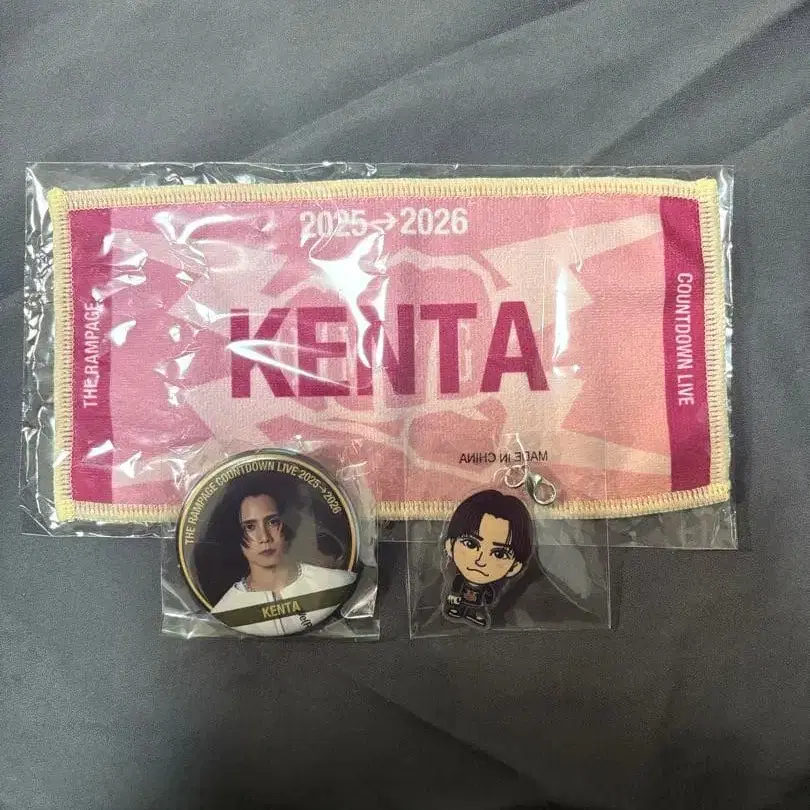 2025→2026
THE RAMPAGE
KENTA
COUNTDOWN LIVE
MADE IN CHINA
THE RAMPAGE COUNTDOWN LIVE 2025→2026
KENTA